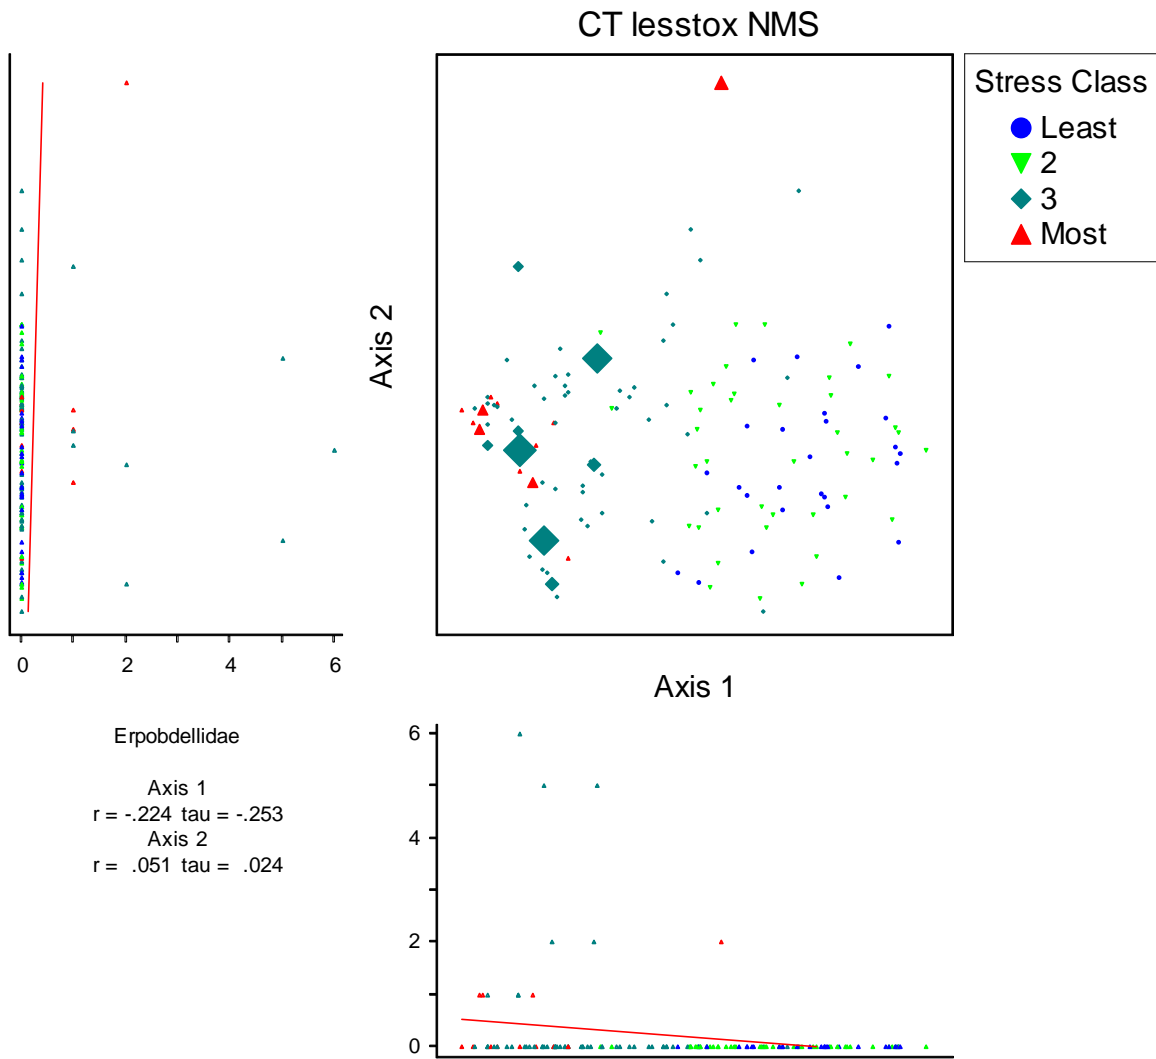 CT lesstox NMS
Stress Class
Least
2
3
Most
Axis 2
0 2 4 6
Axis 1
Erpobdellidae
Axis 1
r = -.224 tau = -.253
Axis 2
r = .051 tau = .024
6
4
2
0